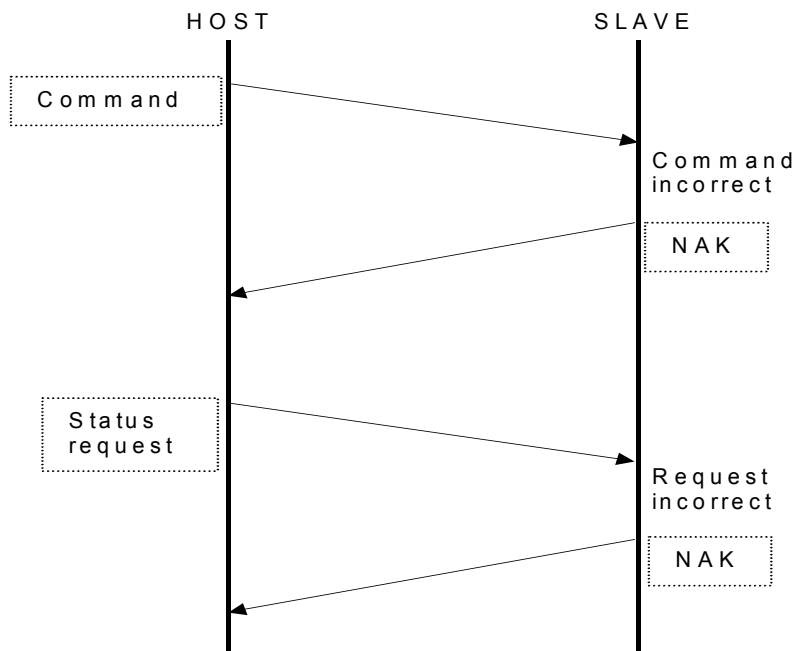 HOST
SLAVE
Command
Command
incorrect
NAK
Status
request
Request
incorrect
NAK